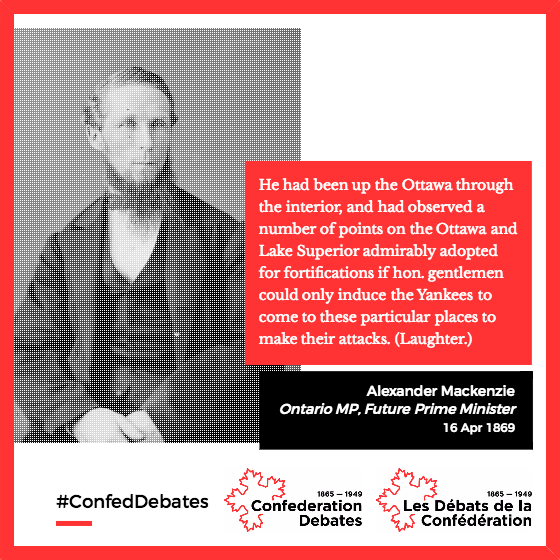 He had been up the Ottawa through
the interior, and had observed a
number of points on the Ottawa and
Lake Superior admirably adopted
for fortifications if hon. gentlemen
could only induce the Yankees to
come to these particular places to
make their attacks. (Laughter.)
Alexander Mackenzie
Ontario MP, Future Prime Minister
16 Apr 1869
#ConfedDebates
1865 — 1949
Confederation
Debates
1865 — 1949
Les Débats de la
Confédération